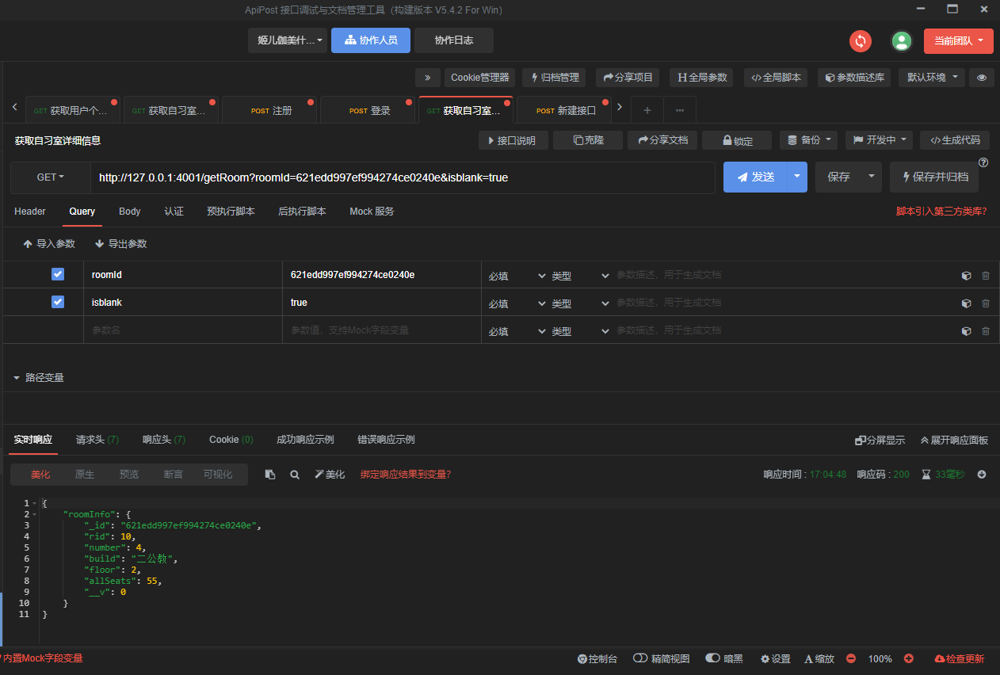 ApiPost 接口调试与文档管理工具（构建版本 V5.4.2 For Win）
姬儿伽美什... 协作人员 协作日志 当前团队
» Cookie管理器 归档管理 分享项目 H全局参数 </>全局脚本 参数描述库 默认环境
GET 获取用户个... GET 获取自习室... POST 注册 POST 登录 GET 获取自习室... POST 新建接口 + ...
获取自习室详细信息 接口说明 克隆 分享文档 锁定 备份 开发中 </>生成代码
GET http://127.0.0.1:4001/getRoom?roomId=621edd997ef994274ce0240e&isblank=true 发送 保存 保存并归档
Header Query Body 认证 预执行脚本 后执行脚本 Mock 服务 脚本引入第三方类库?
导入参数 导出参数
roomId 621edd997ef994274ce0240e 必填 类型 参数描述，用于生成文档
isblank true 必填 类型 参数描述，用于生成文档
参数名 参数值，支持Mock字段变量 必填 类型 参数描述，用于生成文档
路径变量
实时响应 请求头 (7) 响应头 (7) Cookie (0) 成功响应示例 错误响应示例 分屏显示 展开响应面板
美化 原生 预览 断言 可视化 美化 绑定响应结果到变量? 响应时间 : 17:04:48 响应码 : 200 33毫秒
1 {
2 "roomInfo": {
3 "_id": "621edd997ef994274ce0240e",
4 "rid": 10,
5 "number": 4,
6 "build": "二公教",
7 "floor": 2,
8 "allSeats": 55,
9 "__v": 0
10 }
11 }
内置Mock字段变量 控制台 精简视图 暗黑 设置 A 缩放 100% 检查更新